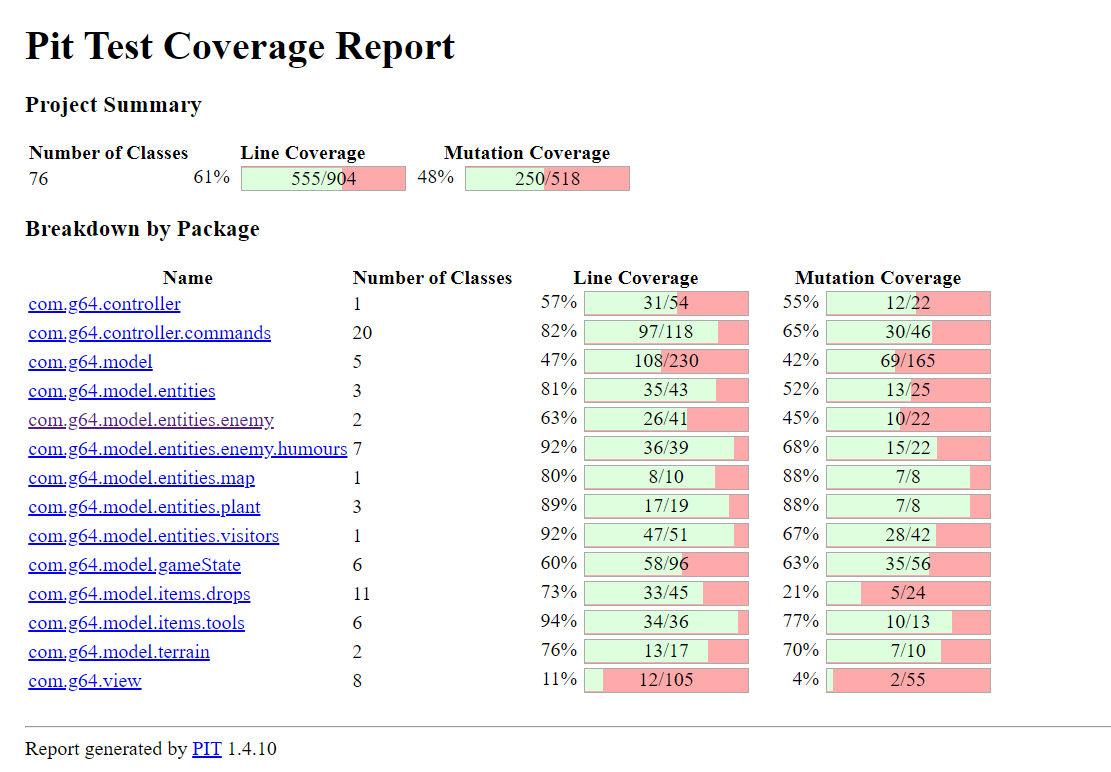 Pit Test Coverage Report
Project Summary
Number of Classes Line Coverage Mutation Coverage
76 61% 555/904 48% 250/518
Breakdown by Package
Name Number of Classes Line Coverage Mutation Coverage
com.g64.controller 1 57% 31/54 55% 12/22
com.g64.controller.commands 20 82% 97/118 65% 30/46
com.g64.model 5 47% 108/230 42% 69/165
com.g64.model.entities 3 81% 35/43 52% 13/25
com.g64.model.entities.enemy 2 63% 26/41 45% 10/22
com.g64.model.entities.enemy.humours 7 92% 36/39 68% 15/22
com.g64.model.entities.map 1 80% 8/10 88% 7/8
com.g64.model.entities.plant 3 89% 17/19 88% 7/8
com.g64.model.entities.visitors 1 92% 47/51 67% 28/42
com.g64.model.gameState 6 60% 58/96 63% 35/56
com.g64.model.items.drops 11 73% 33/45 21% 5/24
com.g64.model.items.tools 6 94% 34/36 77% 10/13
com.g64.model.terrain 2 76% 13/17 70% 7/10
com.g64.view 8 11% 12/105 4% 2/55
Report generated by PIT 1.4.10